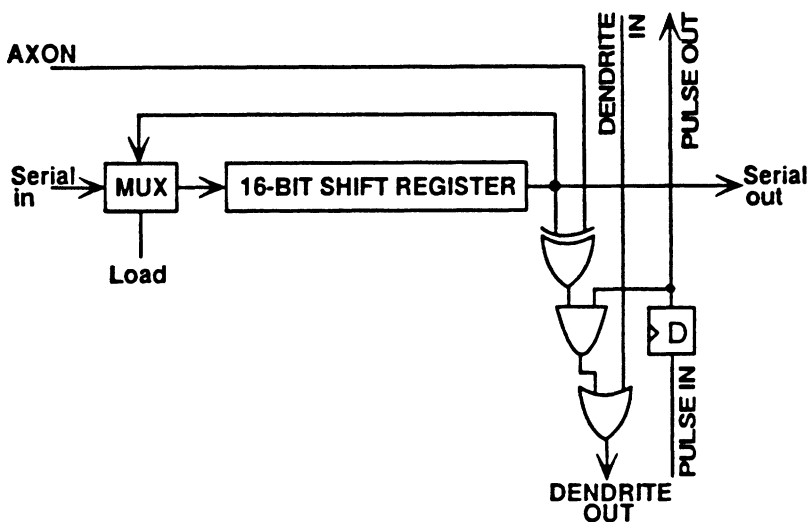 AXON
DENDRITE
IN
PULSE OUT
Serial
in
MUX
16-BIT SHIFT REGISTER
Serial
out
Load
D
PULSE IN
DENDRITE
OUT